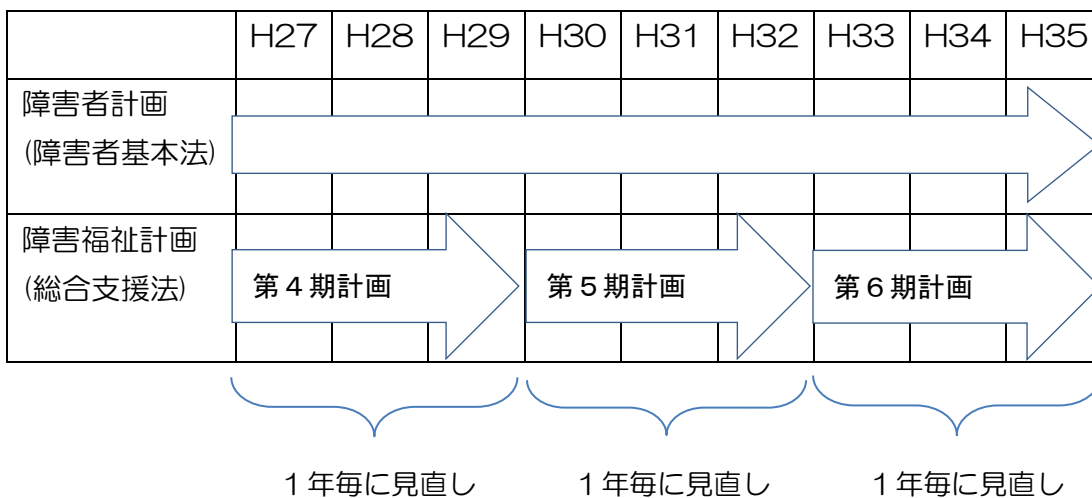 H27 H28 H29 H30 H31 H32 H33 H34 H35
障害者計画
(障害者基本法)
障害福祉計画
(総合支援法)
第４期計画 第５期計画 第６期計画
１年毎に見直し １年毎に見直し １年毎に見直し